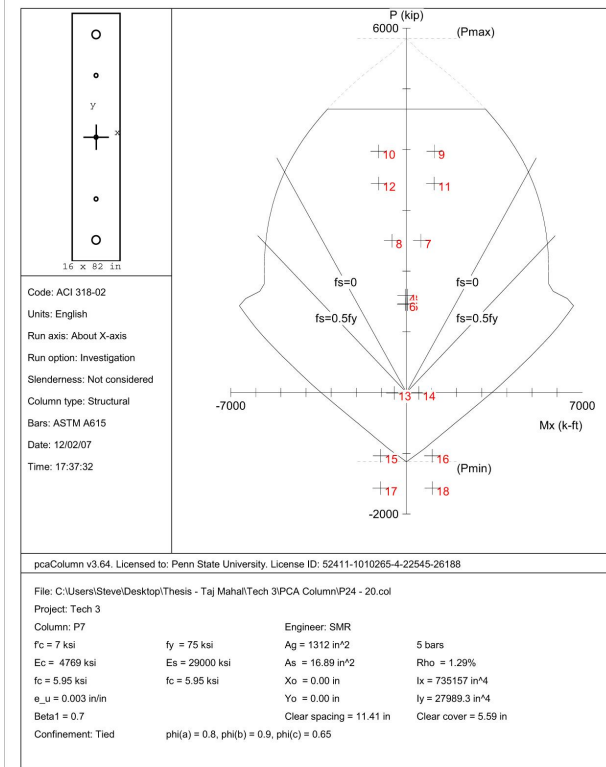 y
x
16 x 82 in
Code: ACI 318-02
Units: English
Run axis: About X-axis
Run option: Investigation
Slenderness: Not considered
Column type: Structural
Bars: ASTM A615
Date: 12/02/07
Time: 17:37:32
P (kip)
6000
(Pmax)
10
9
12
11
8
7
fs=0
fs=0
fs=0.5fy
fs=0.5fy
13
14
-7000
7000
Mx (k-ft)
15
16
(Pmin)
17
18
-2000
pcaColumn v3.64. Licensed to: Penn State University. License ID: 52411-1010265-4-22545-26188
File: C:\Users\Steve\Desktop\Thesis - Taj Mahal\Tech 3\PCA Column\P24 - 20.col
Project: Tech 3
Column: P7 Engineer: SMR
f'c = 7 ksi fy = 75 ksi Ag = 1312 in^2 5 bars
Ec = 4769 ksi Es = 29000 ksi As = 16.89 in^2 Rho = 1.29%
fc = 5.95 ksi fc = 5.95 ksi Xo = 0.00 in Ix = 735157 in^4
e_u = 0.003 in/in Yo = 0.00 in Iy = 27989.3 in^4
Beta1 = 0.7 Clear spacing = 11.41 in Clear cover = 5.59 in
Confinement: Tied phi(a) = 0.8, phi(b) = 0.9, phi(c) = 0.65